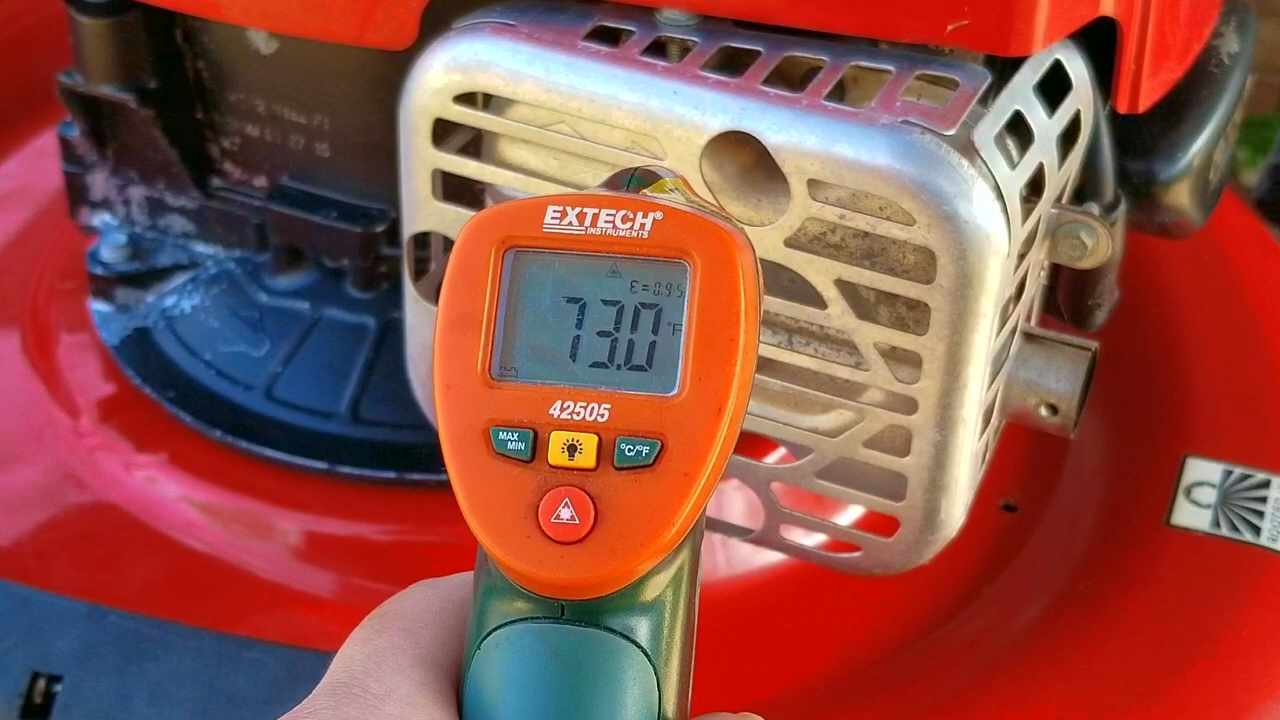 EXTECH®
INSTRUMENTS
ε=0.95
73.0 °F
42505
MAX
MIN
°C/°F